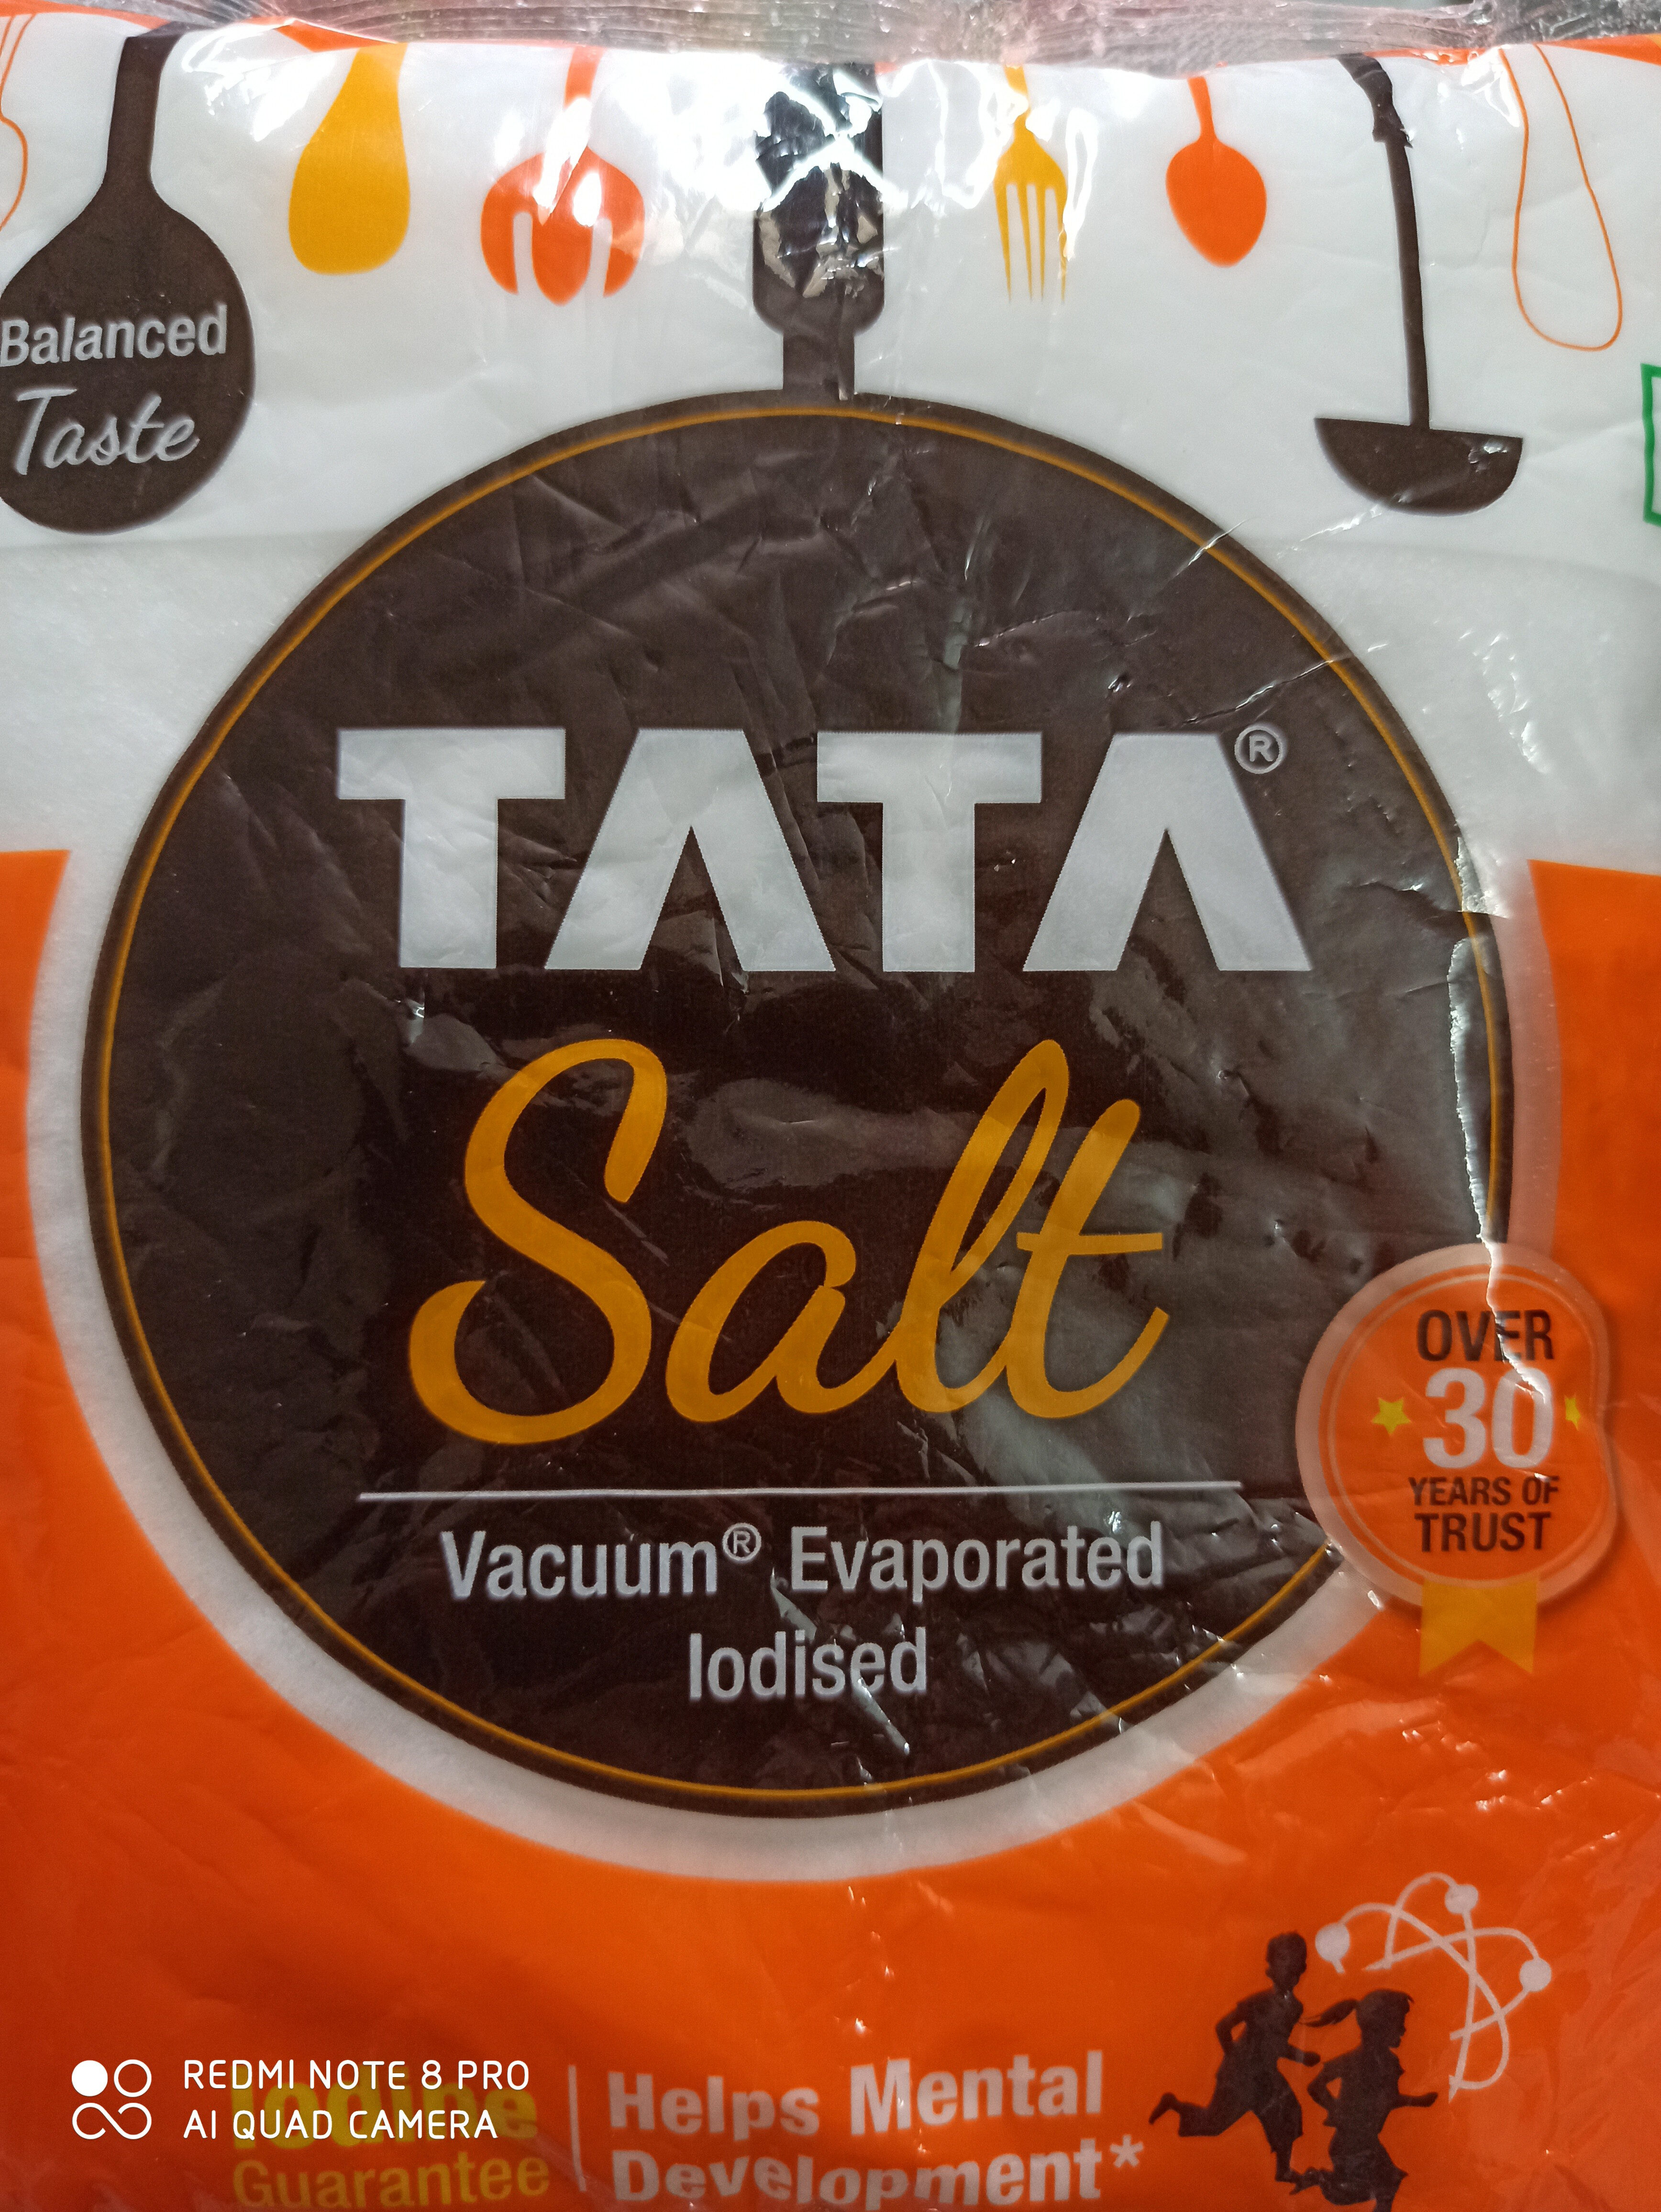 Balanced
Taste
TATA®
Salt
Vacuum® Evaporated
Iodised
OVER
30
YEARS OF
TRUST
Iodine
Guarantee
Helps Mental
Development*
REDMI NOTE 8 PRO
AI QUAD CAMERA